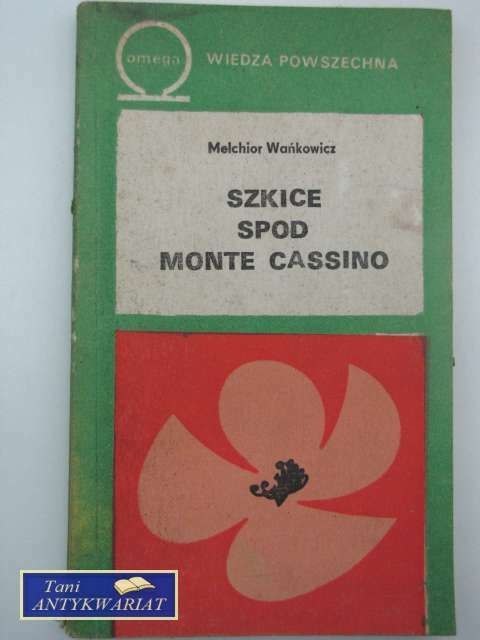 omega
WIEDZA POWSZECHNA
Melchior Wańkowicz
SZKICE
SPOD
MONTE CASSINO
Tani
ANTYKWARIAT